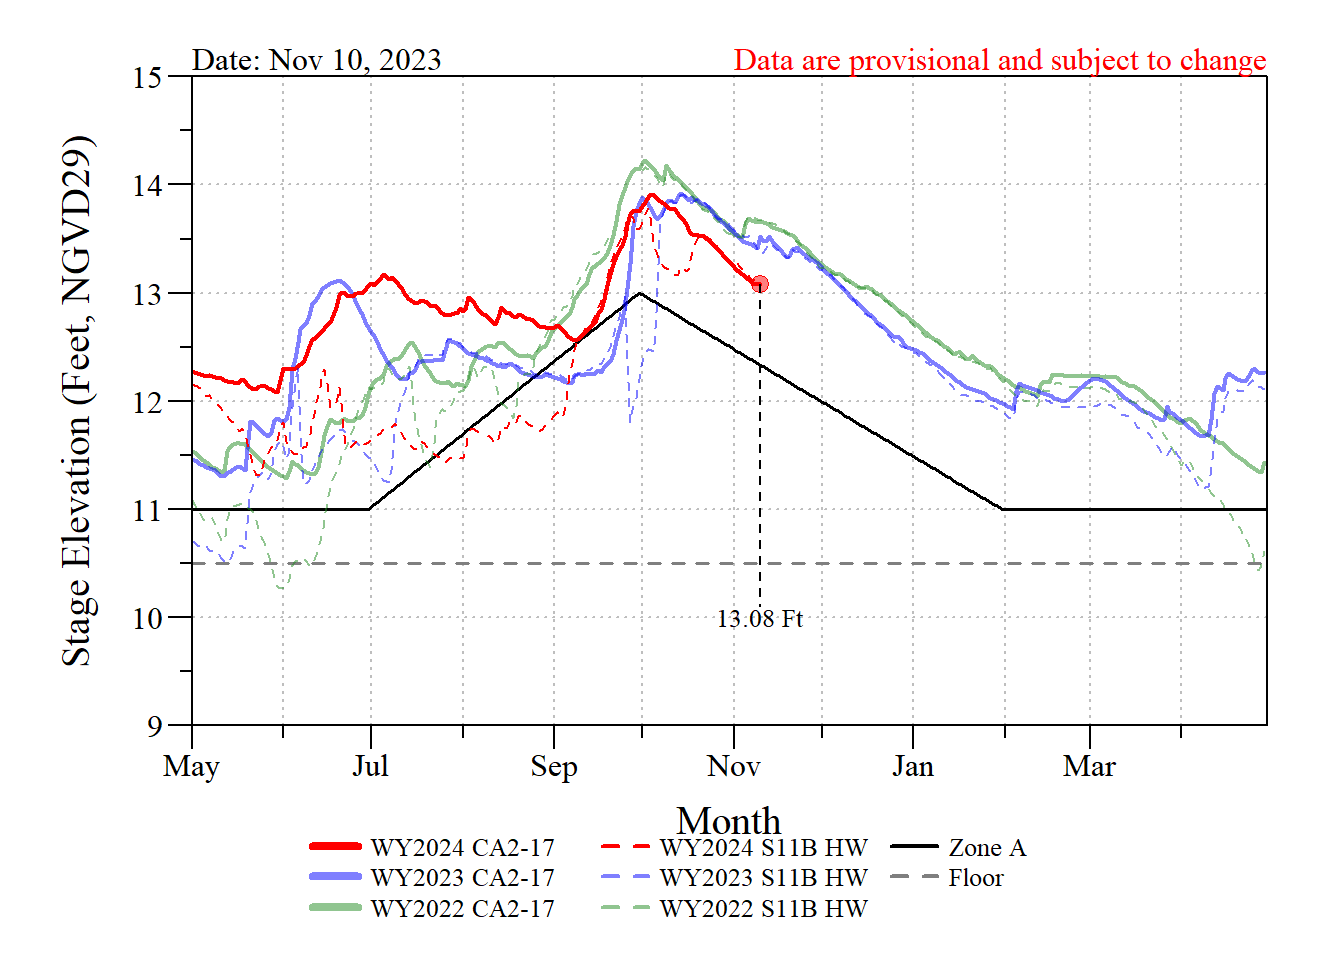 Date: Nov 10, 2023
Data are provisional and subject to change
Stage Elevation (Feet, NGVD29)
15
14
13
12
11
10
9
13.08 Ft
May
Jul
Sep
Nov
Jan
Mar
Month
WY2024 CA2-17
WY2024 S11B HW
Zone A
WY2023 CA2-17
WY2023 S11B HW
Floor
WY2022 CA2-17
WY2022 S11B HW